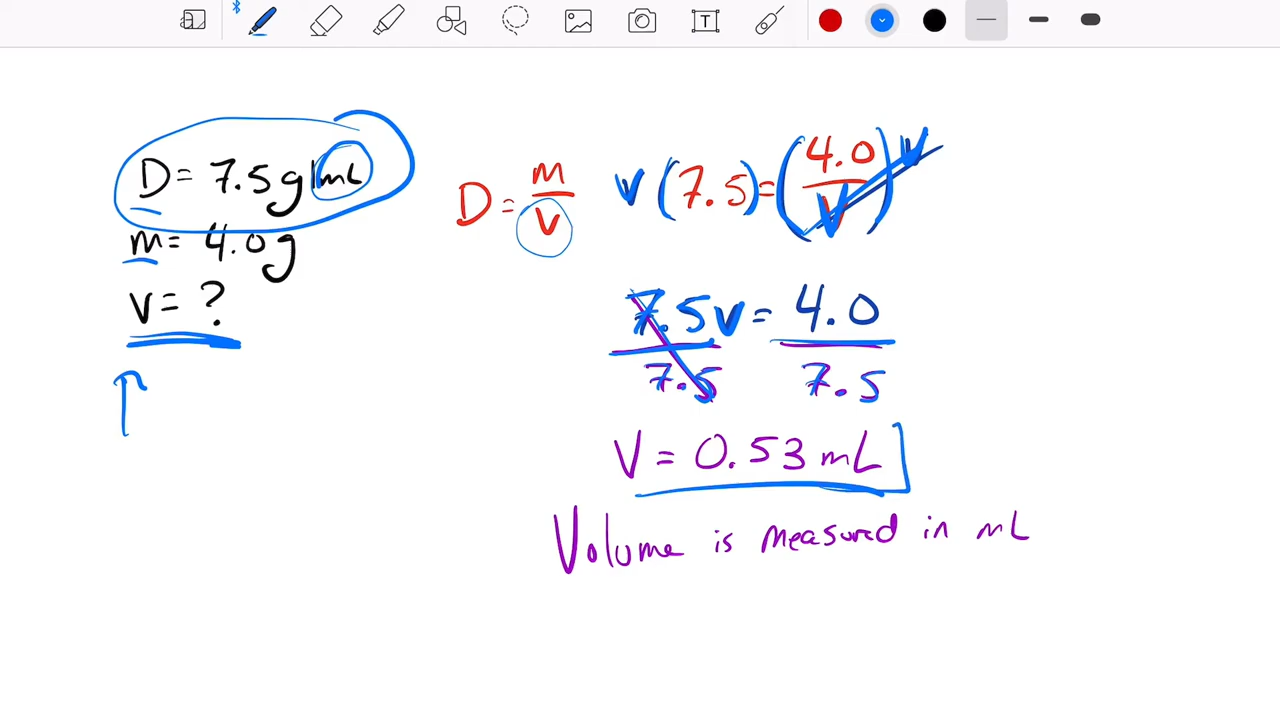 D = 7.5 g/mL
m = 4.0g
V = ?
D = m/V
V(7.5) = (4.0/V)V
7.5V/7.5 = 4.0/7.5
V = 0.53 mL
Volume is measured in mL
T